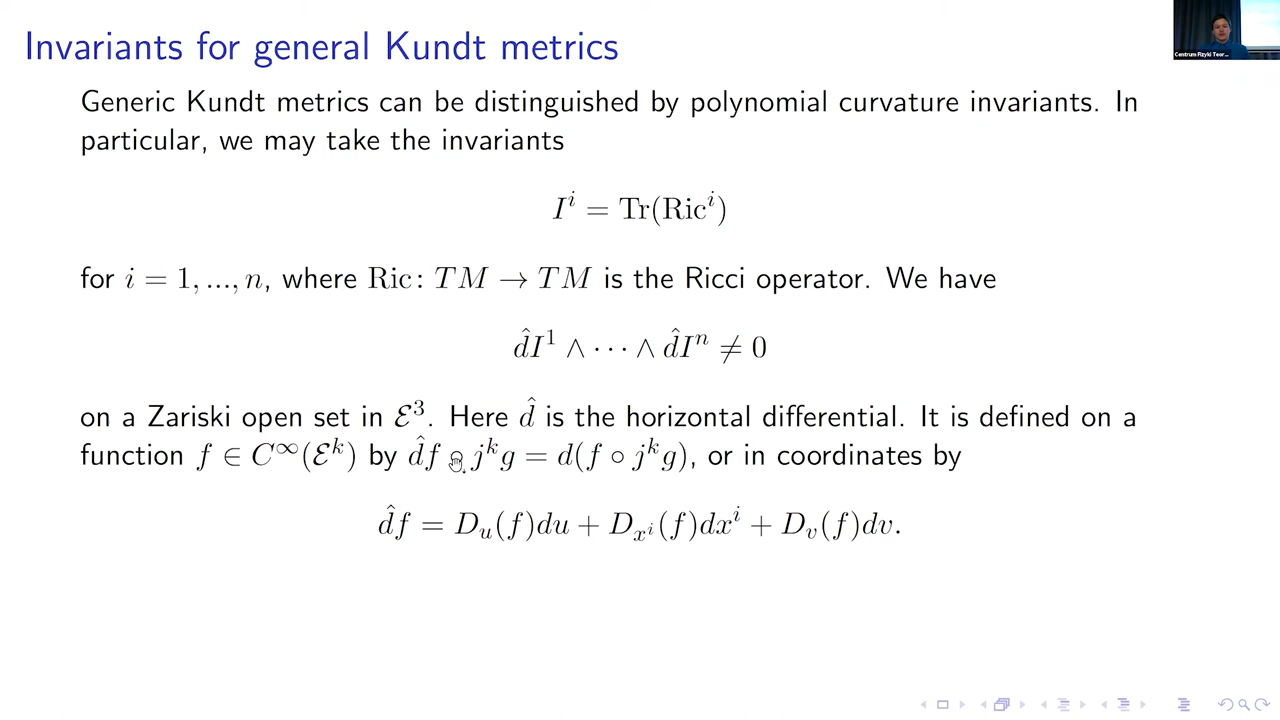 Invariants for general Kundt metrics
Centrum Fizyki Teor...
Generic Kundt metrics can be distinguished by polynomial curvature invariants. In
particular, we may take the invariants
I^i = Tr(Ric^i)
for i = 1, ..., n, where Ric: TM → TM is the Ricci operator. We have
d̂I^1 ∧ ⋯ ∧ d̂I^n ≠ 0
on a Zariski open set in ℰ^3. Here d̂ is the horizontal differential. It is defined on a
function f ∈ C^∞(ℰ^k) by d̂f ∘ j^k g = d(f ∘ j^k g), or in coordinates by
d̂f = D_u(f)du + D_{x^i}(f)dx^i + D_v(f)dv.